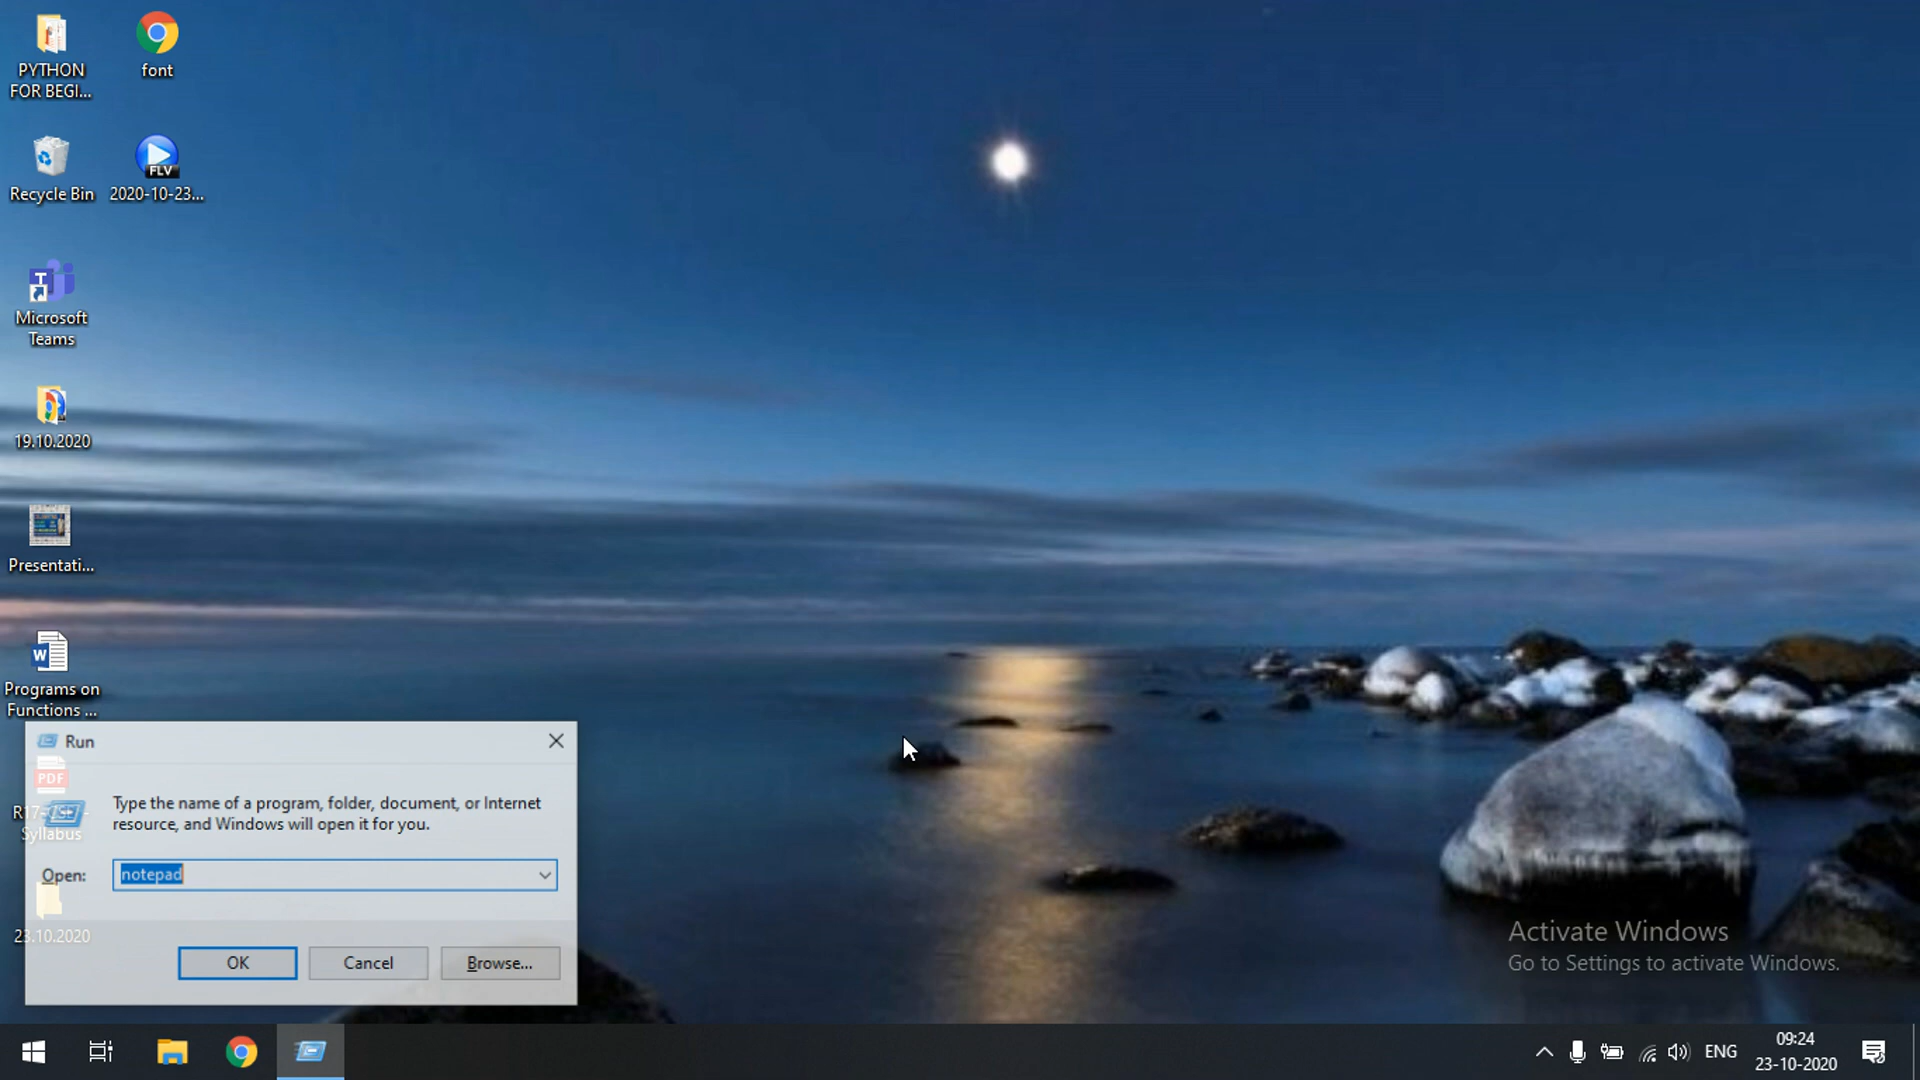 PYTHON
FOR BEGI...
font
Recycle Bin
FLV
2020-10-23...
T
Microsoft
Teams
19.10.2020
Presentati...
W
Programs on
Functions ...
Run
PDF
Type the name of a program, folder, document, or Internet
resource, and Windows will open it for you.
Syllabus
Open:
notepad
23.10.2020
OK
Cancel
Browse...
Activate Windows
Go to Settings to activate Windows.
ENG
09:24
23-10-2020